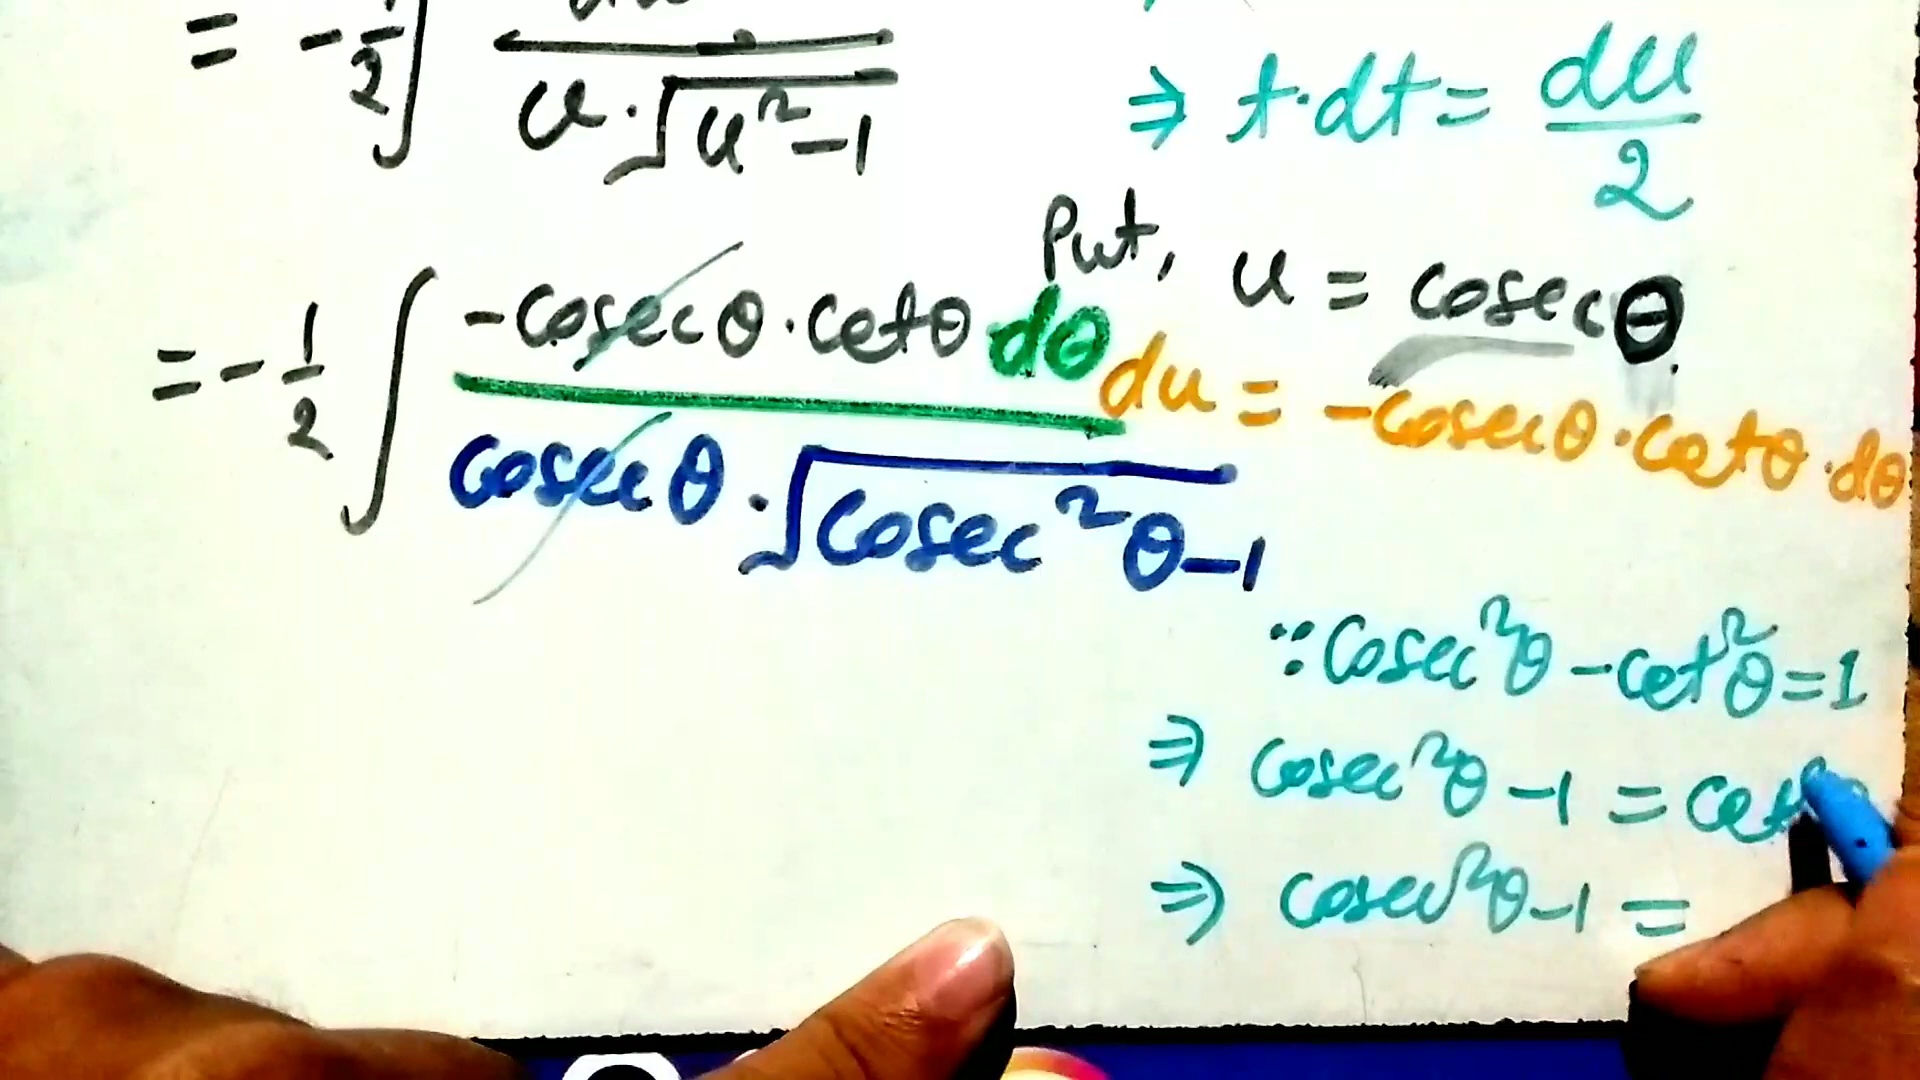 = -1/2 ∫ du / u·√u²-1
⇒ t·dt = du/2
Put, u = cosecθ.
= -1/2 ∫ -cosecθ·cotθ dθ / cosecθ·√cosec²θ-1
du = -cosecθ·cotθ·dθ
∵ cosec²θ - cot²θ = 1
⇒ cosec²θ - 1 = cot²θ
⇒ cosec²θ-1 =